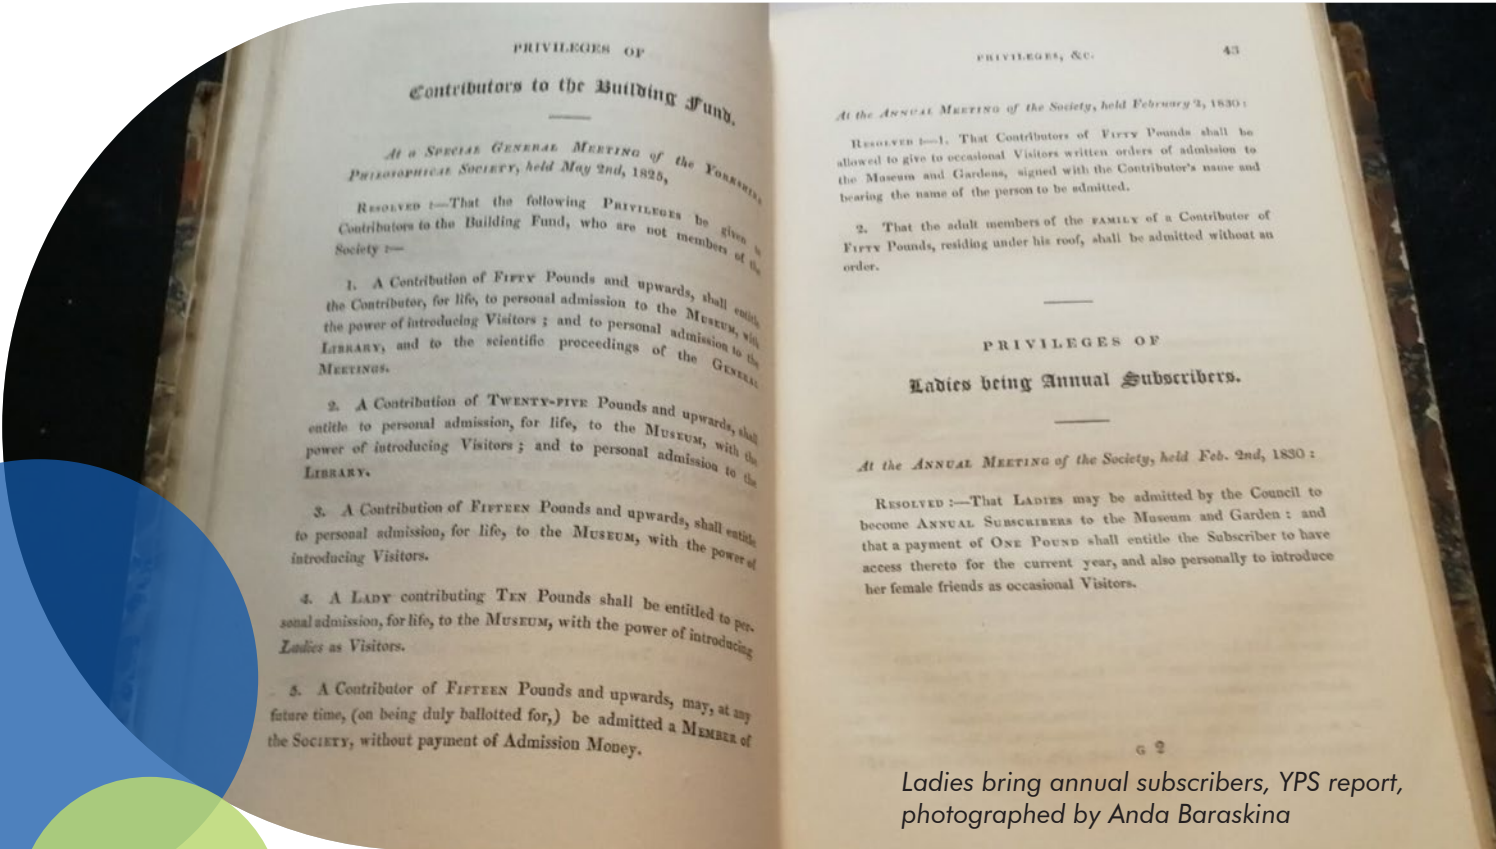 PRIVILEGES OF
Contributors to the Building Fund.
At a SPECIAL GENERAL MEETING of the YORKSHIRE
PHILOSOPHICAL SOCIETY, held May 2nd, 1825,
RESOLVED :—That the following PRIVILEGES be given to
Contributors to the Building Fund, who are not members of the
Society :—
1. A Contribution of FIFTY Pounds and upwards, shall entitle
the Contributor, for life, to personal admission to the MUSEUM, with
the power of introducing Visitors ; and to personal admission to the
LIBRARY, and to the scientific proceedings of the GENERAL
MEETINGS.
2. A Contribution of TWENTY-FIVE Pounds and upwards, shall
entitle to personal admission, for life, to the MUSEUM, with the
power of introducing Visitors ; and to personal admission to the
LIBRARY.
3. A Contribution of FIFTEEN Pounds and upwards, shall entitle
to personal admission, for life, to the MUSEUM, with the power of
introducing Visitors.
4. A LADY contributing TEN Pounds shall be entitled to per-
sonal admission, for life, to the MUSEUM, with the power of introducing
Ladies as Visitors.
5. A Contributor of FIFTEEN Pounds and upwards, may, at any
future time, (on being duly ballotted for,) be admitted a MEMBER of
the SOCIETY, without payment of Admission Money.
PRIVILEGES, &c. 43
At the ANNUAL MEETING of the Society, held February 2, 1830 :
RESOLVED :—1. That Contributors of FIFTY Pounds shall be
allowed to give to occasional Visitors written orders of admission to
the Museum and Gardens, signed with the Contributor's name and
bearing the name of the person to be admitted.
2. That the adult members of the FAMILY of a Contributor of
FIFTY Pounds, residing under his roof, shall be admitted without an
order.
PRIVILEGES OF
Ladies being Annual Subscribers.
At the ANNUAL MEETING of the Society, held Feb. 2nd, 1830 :
RESOLVED :—That LADIES may be admitted by the Council to
become ANNUAL SUBSCRIBERS to the Museum and Garden : and
that a payment of ONE POUND shall entitle the Subscriber to have
access thereto for the current year, and also personally to introduce
her female friends as occasional Visitors.
G 2
Ladies bring annual subscribers, YPS report,
photographed by Anda Baraskina